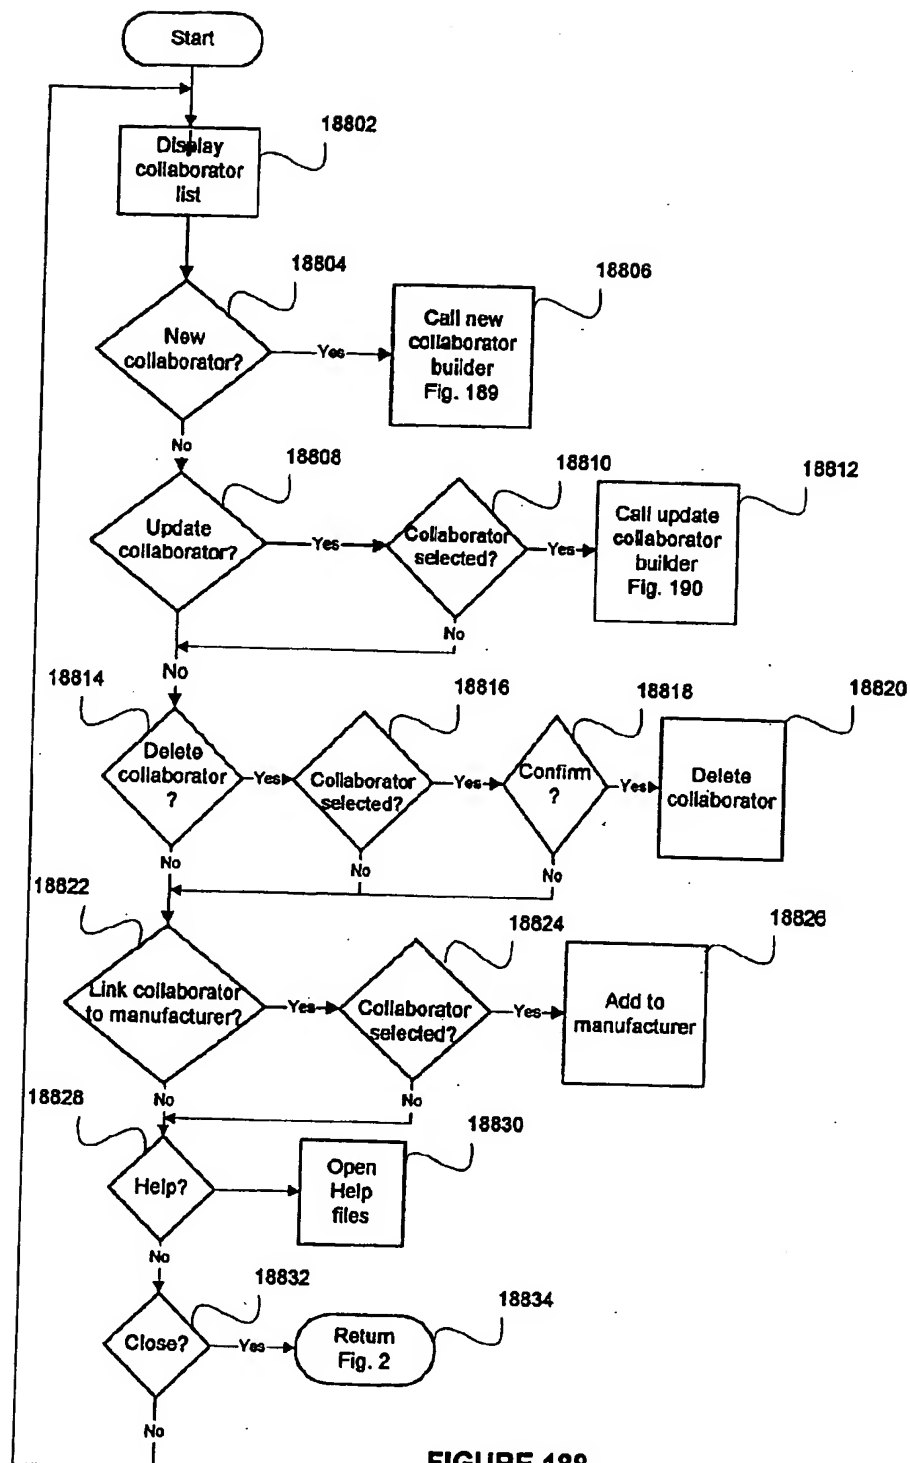 Start
18802
Display
collaborator
list
18804
New
collaborator?
Yes
18806
Call new
collaborator
builder
Fig. 189
No
18808
Update
collaborator?
Yes
18810
Collaborator
selected?
Yes
18812
Call update
collaborator
builder
Fig. 190
No
No
18814
Delete
collaborator
?
Yes
18816
Collaborator
selected?
Yes
18818
Confirm
?
Yes
18820
Delete
collaborator
No
No
No
18822
Link collaborator
to manufacturer?
Yes
18824
Collaborator
selected?
Yes
18826
Add to
manufacturer
No
No
18828
Help?
18830
Open
Help
files
No
18832
Close?
Yes
18834
Return
Fig. 2
No
FIGURE 188